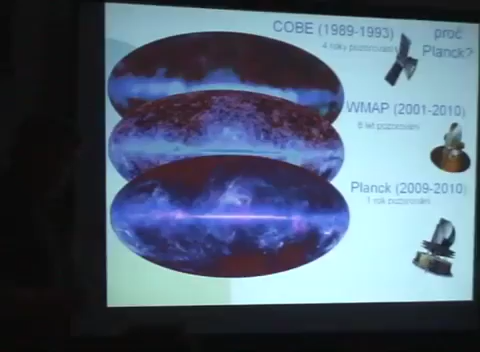 COBE (1989-1993)
4 roky pozorování
proč
Planck?
WMAP (2001-2010)
8 let pozorování
Planck (2009-2010)
1 rok pozorování